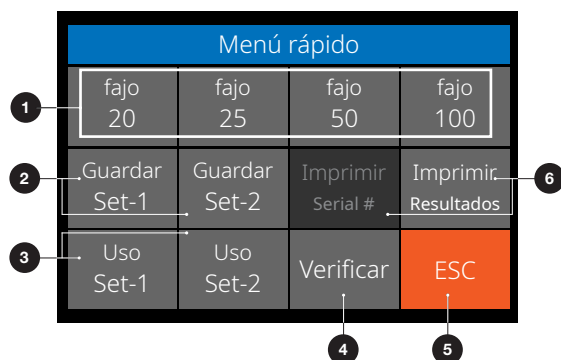 Menú rápido
1
fajo fajo fajo fajo
20 25 50 100
2
Guardar Guardar Imprimir Imprimir
Set-1 Set-2 Serial # Resultados
6
3
Uso Uso
Set-1 Set-2 Verificar ESC
4 5